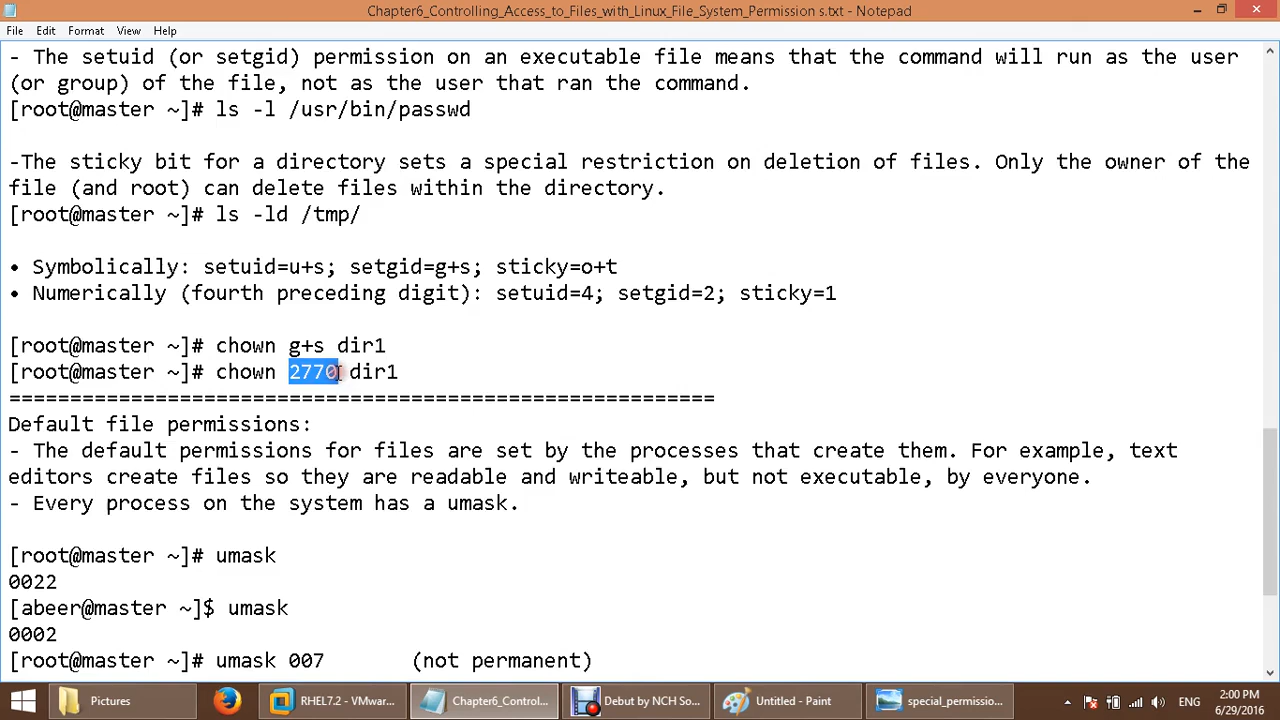 Chapter6_Controlling_Access_to_Files_with_Linux_File_System_Permission s.txt - Notepad
File Edit Format View Help
- The setuid (or setgid) permission on an executable file means that the command will run as the user
(or group) of the file, not as the user that ran the command.
[root@master ~]# ls -l /usr/bin/passwd
-The sticky bit for a directory sets a special restriction on deletion of files. Only the owner of the
file (and root) can delete files within the directory.
[root@master ~]# ls -ld /tmp/
• Symbolically: setuid=u+s; setgid=g+s; sticky=o+t
• Numerically (fourth preceding digit): setuid=4; setgid=2; sticky=1
[root@master ~]# chown g+s dir1
[root@master ~]# chown 2770 dir1
==========================================================
Default file permissions:
- The default permissions for files are set by the processes that create them. For example, text
editors create files so they are readable and writeable, but not executable, by everyone.
- Every process on the system has a umask.
[root@master ~]# umask
0022
[abeer@master ~]$ umask
0002
[root@master ~]# umask 007 (not permanent)
Pictures RHEL7.2 - VMwar... Chapter6_Control... Debut by NCH So... Untitled - Paint special_permissio... ENG 2:00 PM
6/29/2016